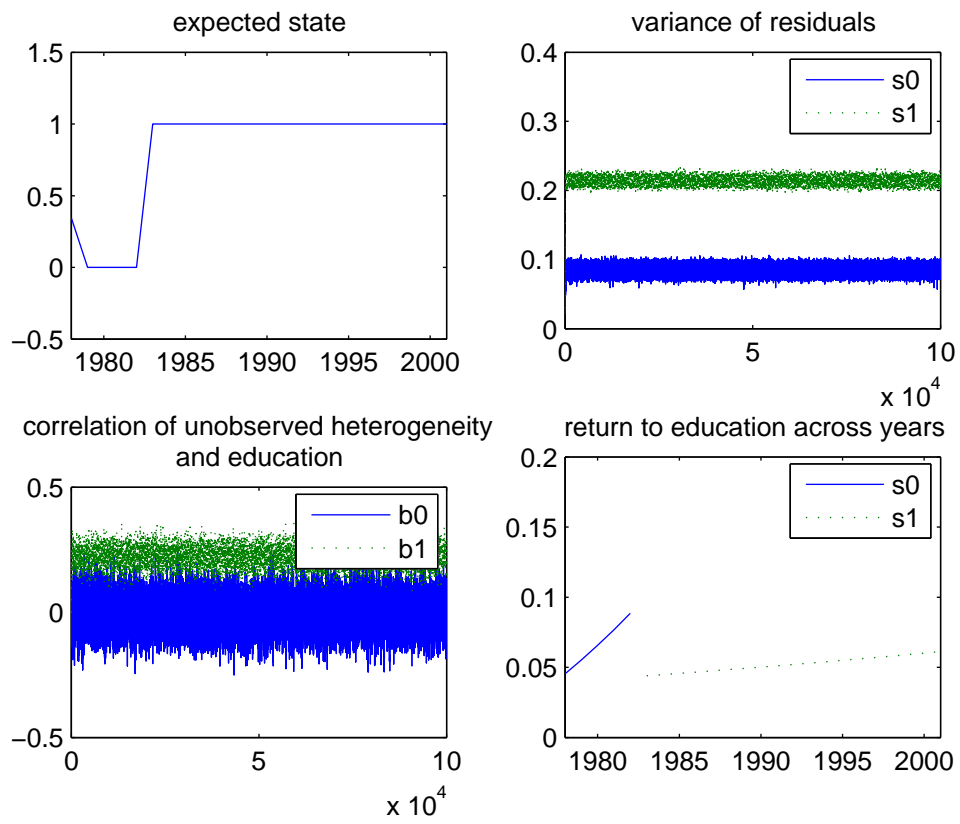 expected state
1.5
1
0.5
0
−0.5
1980 1985 1990 1995 2000
variance of residuals
0.4
0.3
0.2
0.1
0
s0
s1
0 5 10
x 10^4
correlation of unobserved heterogeneity
and education
0.5
0
−0.5
b0
b1
0 5 10
x 10^4
return to education across years
0.2
0.15
0.1
0.05
0
s0
s1
1980 1985 1990 1995 2000